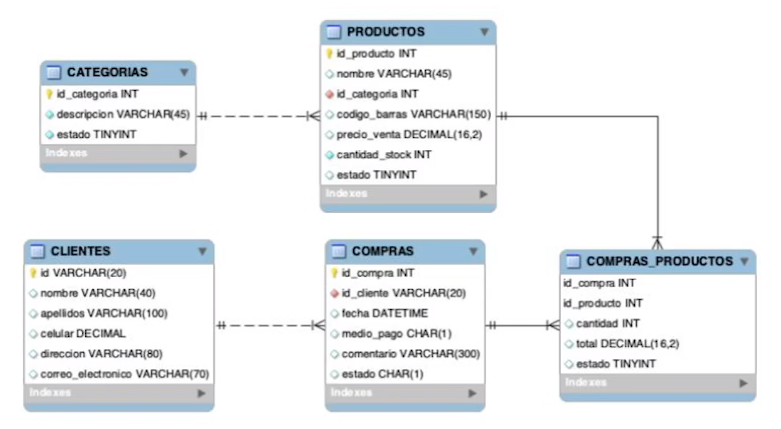 CATEGORIAS
id_categoria INT
descripcion VARCHAR(45)
estado TINYINT
Indexes
PRODUCTOS
id_producto INT
nombre VARCHAR(45)
id_categoria INT
codigo_barras VARCHAR(150)
precio_venta DECIMAL(16,2)
cantidad_stock INT
estado TINYINT
Indexes
CLIENTES
id VARCHAR(20)
nombre VARCHAR(40)
apellidos VARCHAR(100)
celular DECIMAL
direccion VARCHAR(80)
correo_electronico VARCHAR(70)
Indexes
COMPRAS
id_compra INT
id_cliente VARCHAR(20)
fecha DATETIME
medio_pago CHAR(1)
comentario VARCHAR(300)
estado CHAR(1)
Indexes
COMPRAS_PRODUCTOS
id_compra INT
id_producto INT
cantidad INT
total DECIMAL(16,2)
estado TINYINT
Indexes